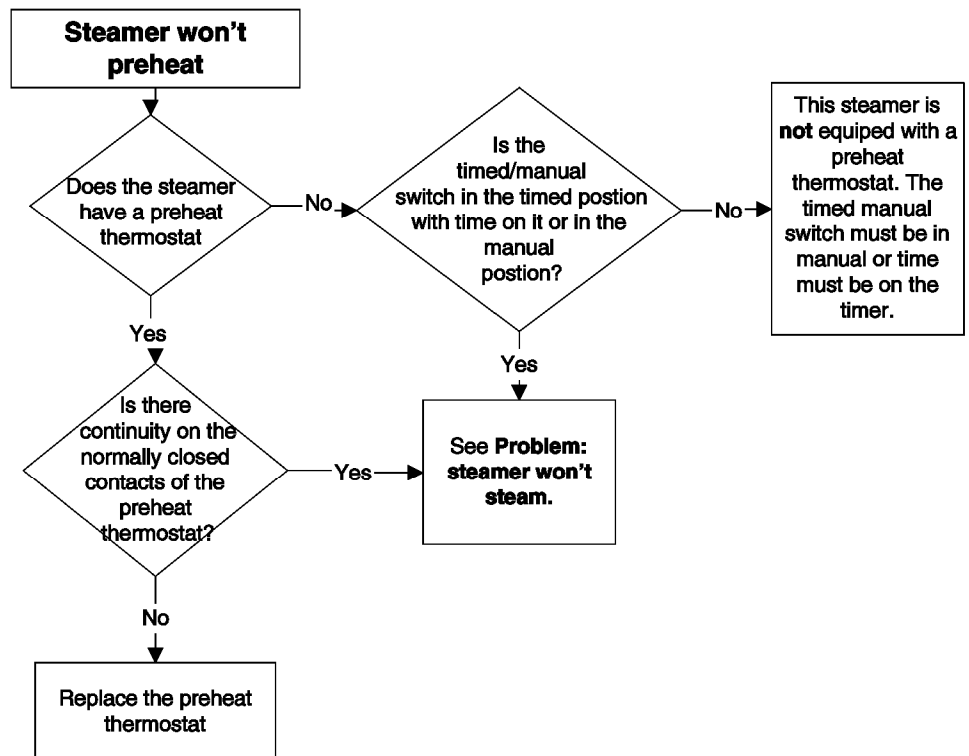 Steamer won't
preheat
Does the steamer
have a preheat
thermostat
No
Is the
timed/manual
switch in the timed postion
with time on it or in the
manual
postion?
No
This steamer is
not equiped with a
preheat
thermostat. The
timed manual
switch must be in
manual or time
must be on the
timer.
Yes
Yes
Is there
continuity on the
normally closed
contacts of the
preheat
thermostat?
Yes
See Problem:
steamer won't
steam.
No
Replace the preheat
thermostat